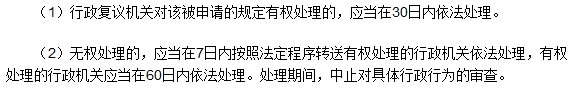 （1）行政复议机关对该被申请的规定有权处理的，应当在30日内依法处理。
（2）无权处理的，应当在7日内按照法定程序转送有权处理的行政机关依法处理，有权
处理的行政机关应当在60日内依法处理。处理期间，中止对具体行政行为的审查。